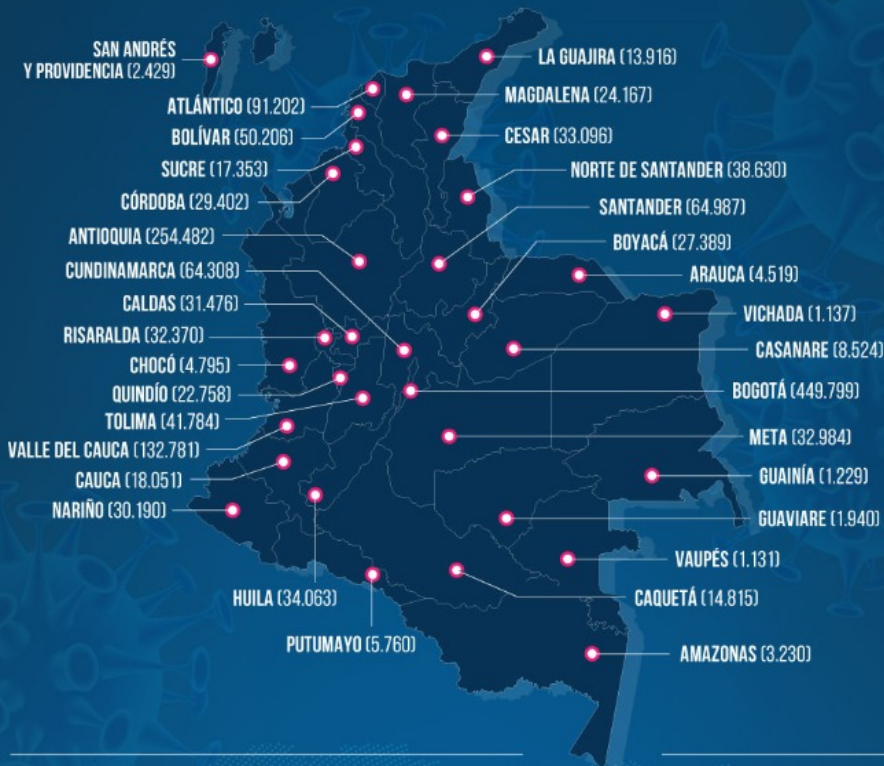 SAN ANDRÉS
Y PROVIDENCIA (2.429)
ATLÁNTICO (91.202)
BOLÍVAR (50.206)
SUCRE (17.353)
CÓRDOBA (29.402)
ANTIOQUIA (254.482)
CUNDINAMARCA (64.308)
CALDAS (31.476)
RISARALDA (32.370)
CHOCÓ (4.795)
QUINDÍO (22.758)
TOLIMA (41.784)
VALLE DEL CAUCA (132.781)
CAUCA (18.051)
NARIÑO (30.190)
HUILA (34.063)
PUTUMAYO (5.760)
LA GUAJIRA (13.916)
MAGDALENA (24.167)
CESAR (33.096)
NORTE DE SANTANDER (38.630)
SANTANDER (64.987)
BOYACÁ (27.389)
ARAUCA (4.519)
VICHADA (1.137)
CASANARE (8.524)
BOGOTÁ (449.799)
META (32.984)
GUAINÍA (1.229)
GUAVIARE (1.940)
VAUPÉS (1.131)
CAQUETÁ (14.815)
AMAZONAS (3.230)